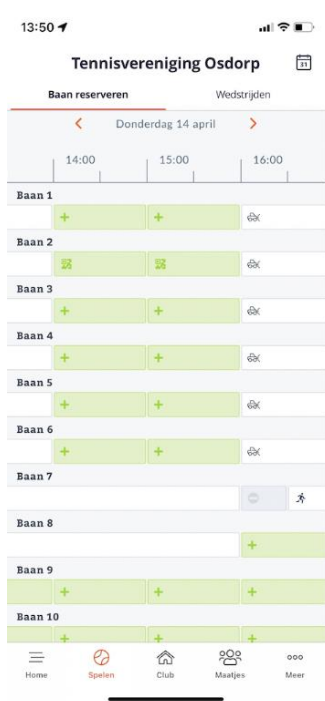 13:50
Tennisvereniging Osdorp
31
Baan reserveren Wedstrijden
Donderdag 14 april
14:00 15:00 16:00
Baan 1
+ +
Baan 2
Baan 3
+ +
Baan 4
+ +
Baan 5
+ +
Baan 6
+ +
Baan 7
Baan 8
+
Baan 9
+ + +
Baan 10
+ + +
Home Spelen Club Maatjes Meer